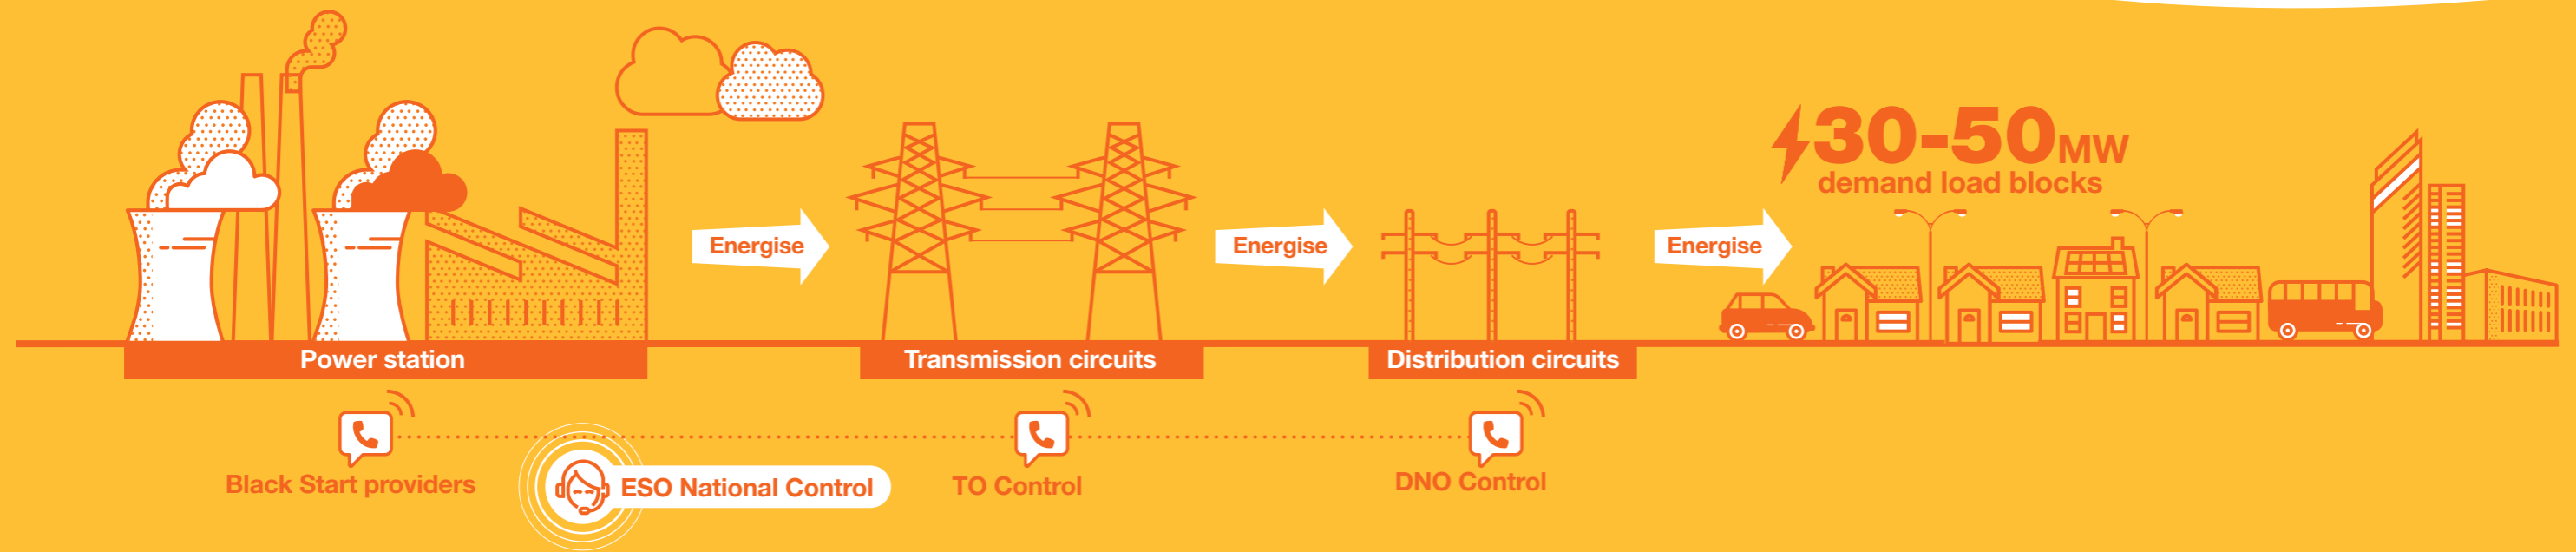 30-50MW
demand load blocks
Energise
Energise
Energise
Power station
Transmission circuits
Distribution circuits
Black Start providers
ESO National Control
TO Control
DNO Control